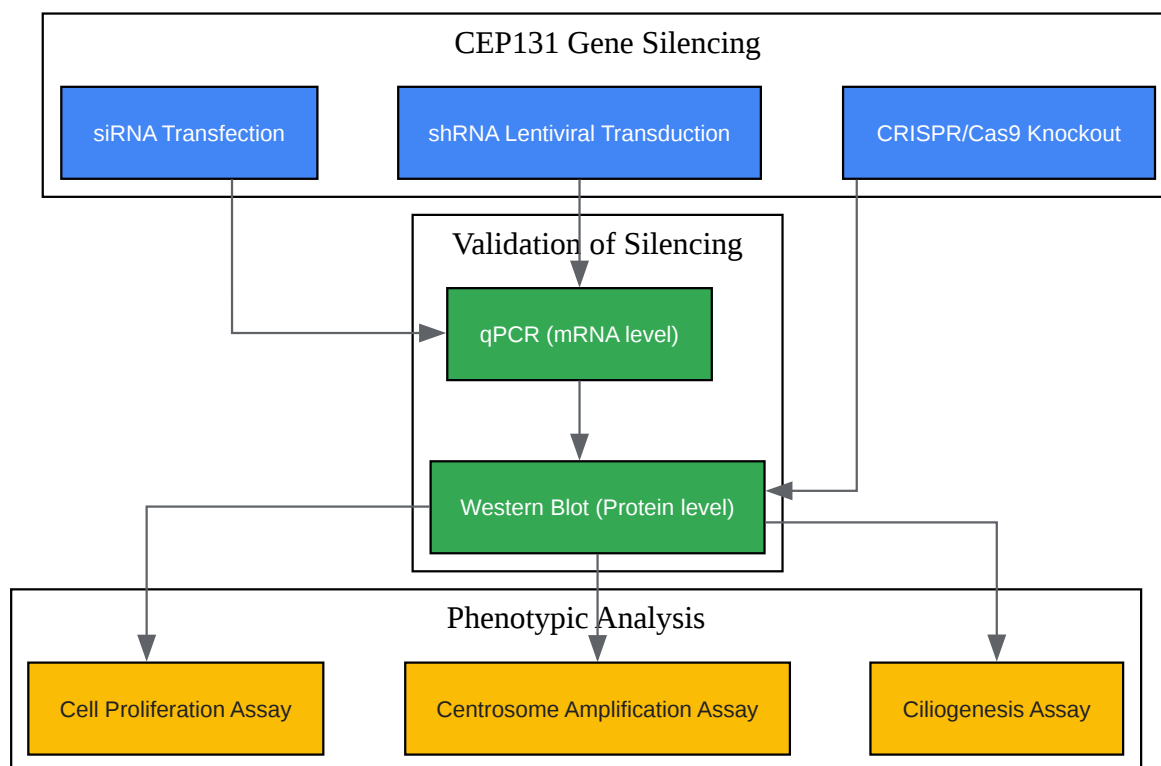 CEP131 Gene Silencing
siRNA Transfection
shRNA Lentiviral Transduction
CRISPR/Cas9 Knockout
Validation of Silencing
qPCR (mRNA level)
Western Blot (Protein level)
Phenotypic Analysis
Cell Proliferation Assay
Centrosome Amplification Assay
Ciliogenesis Assay